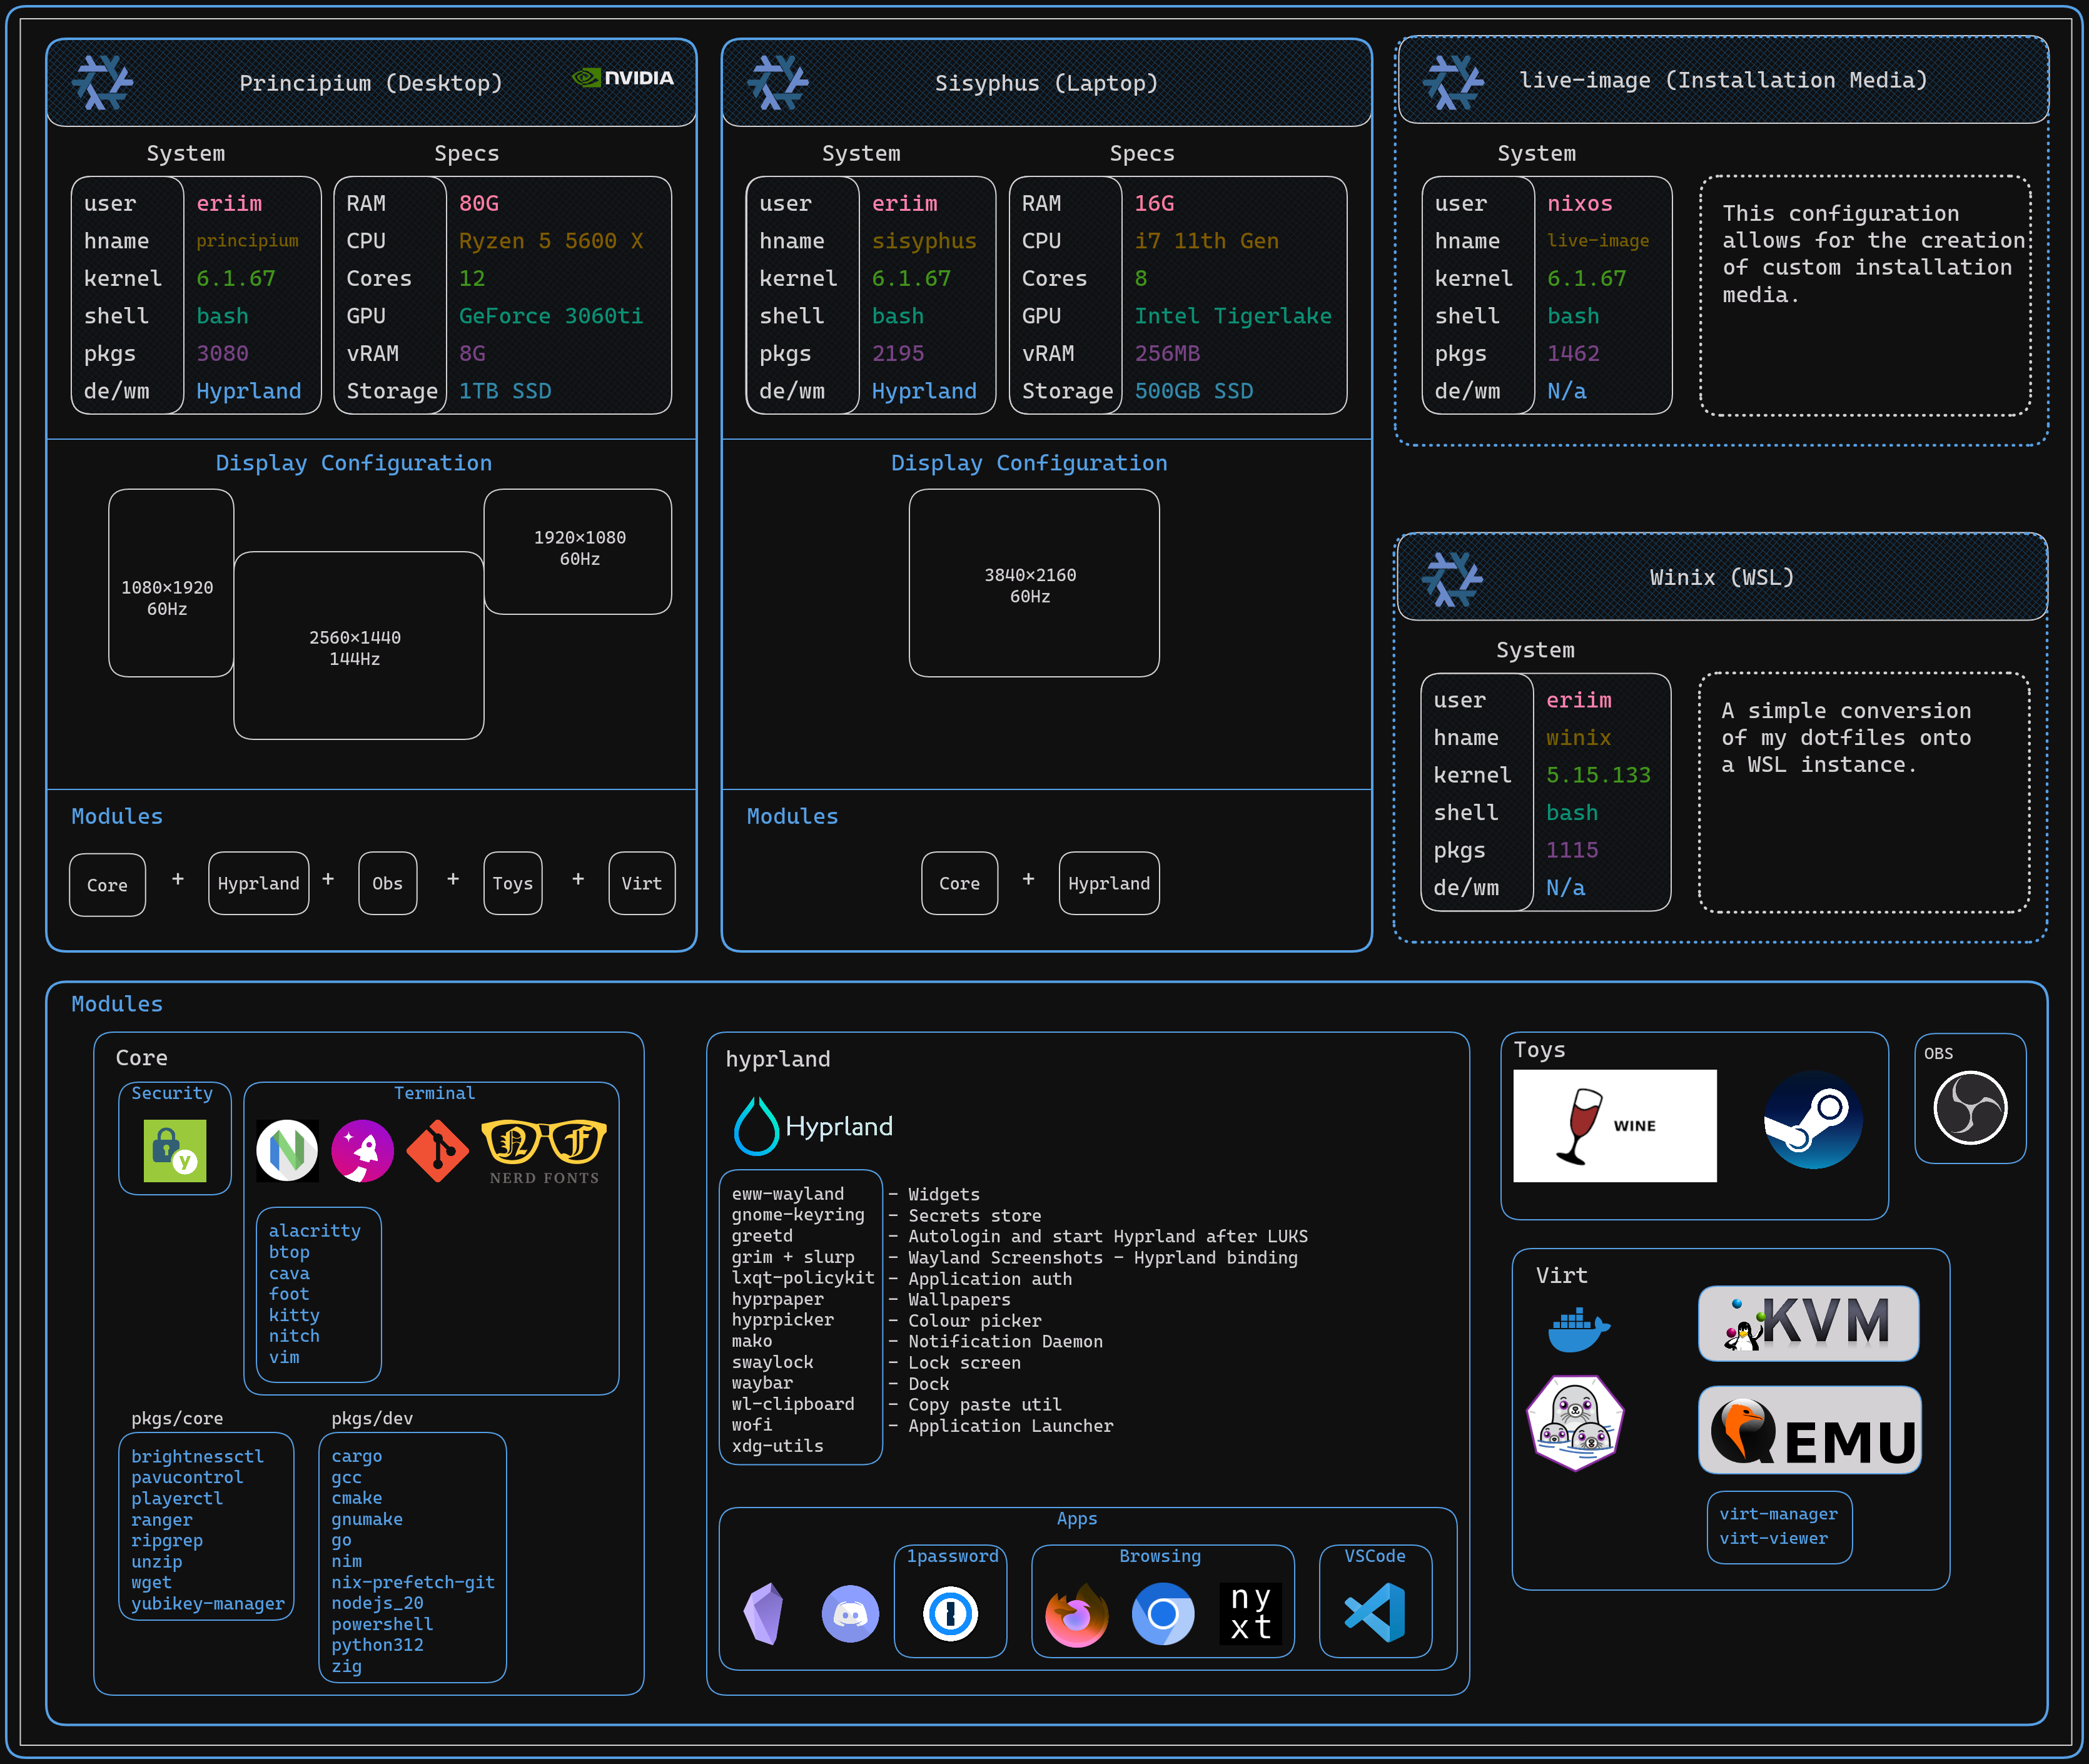 Principium (Desktop)
NVIDIA
System
Specs
user eriim
hname principium
kernel 6.1.67
shell bash
pkgs 3080
de/wm Hyprland
RAM 80G
CPU Ryzen 5 5600 X
Cores 12
GPU GeForce 3060ti
vRAM 8G
Storage 1TB SSD
Display Configuration
1080×1920
60Hz
2560×1440
144Hz
1920×1080
60Hz
Modules
Core + Hyprland + Obs + Toys + Virt
Sisyphus (Laptop)
System
Specs
user eriim
hname sisyphus
kernel 6.1.67
shell bash
pkgs 2195
de/wm Hyprland
RAM 16G
CPU i7 11th Gen
Cores 8
GPU Intel Tigerlake
vRAM 256MB
Storage 500GB SSD
Display Configuration
3840×2160
60Hz
Modules
Core + Hyprland
live-image (Installation Media)
System
user nixos
hname live-image
kernel 6.1.67
shell bash
pkgs 1462
de/wm N/a
This configuration
allows for the creation
of custom installation
media.
Winix (WSL)
System
user eriim
hname winix
kernel 5.15.133
shell bash
pkgs 1115
de/wm N/a
A simple conversion
of my dotfiles onto
a WSL instance.
Modules
Core
Security
y
Terminal
N F
NERD FONTS
alacritty
btop
cava
foot
kitty
nitch
vim
pkgs/core
brightnessctl
pavucontrol
playerctl
ranger
ripgrep
unzip
wget
yubikey-manager
pkgs/dev
cargo
gcc
cmake
gnumake
go
nim
nix-prefetch-git
nodejs_20
powershell
python312
zig
hyprland
Hyprland
eww-wayland - Widgets
gnome-keyring - Secrets store
greetd - Autologin and start Hyprland after LUKS
grim + slurp - Wayland Screenshots - Hyprland binding
lxqt-policykit - Application auth
hyprpaper - Wallpapers
hyprpicker - Colour picker
mako - Notification Daemon
swaylock - Lock screen
waybar - Dock
wl-clipboard - Copy paste util
wofi - Application Launcher
xdg-utils
Apps
1password
Browsing
ny
xt
VSCode
Toys
WINE
OBS
Virt
KVM
QEMU
virt-manager
virt-viewer